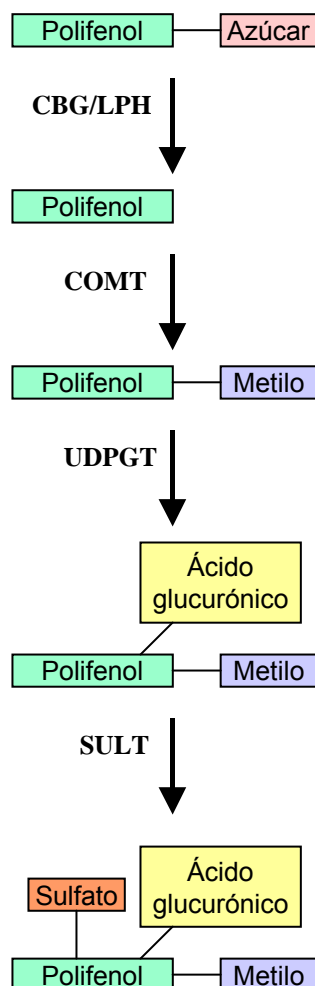 Polifenol Azúcar
CBG/LPH
Polifenol
COMT
Polifenol Metilo
UDPGT
Ácido
glucurónico
Polifenol Metilo
SULT
Ácido
glucurónico
Sulfato
Polifenol Metilo